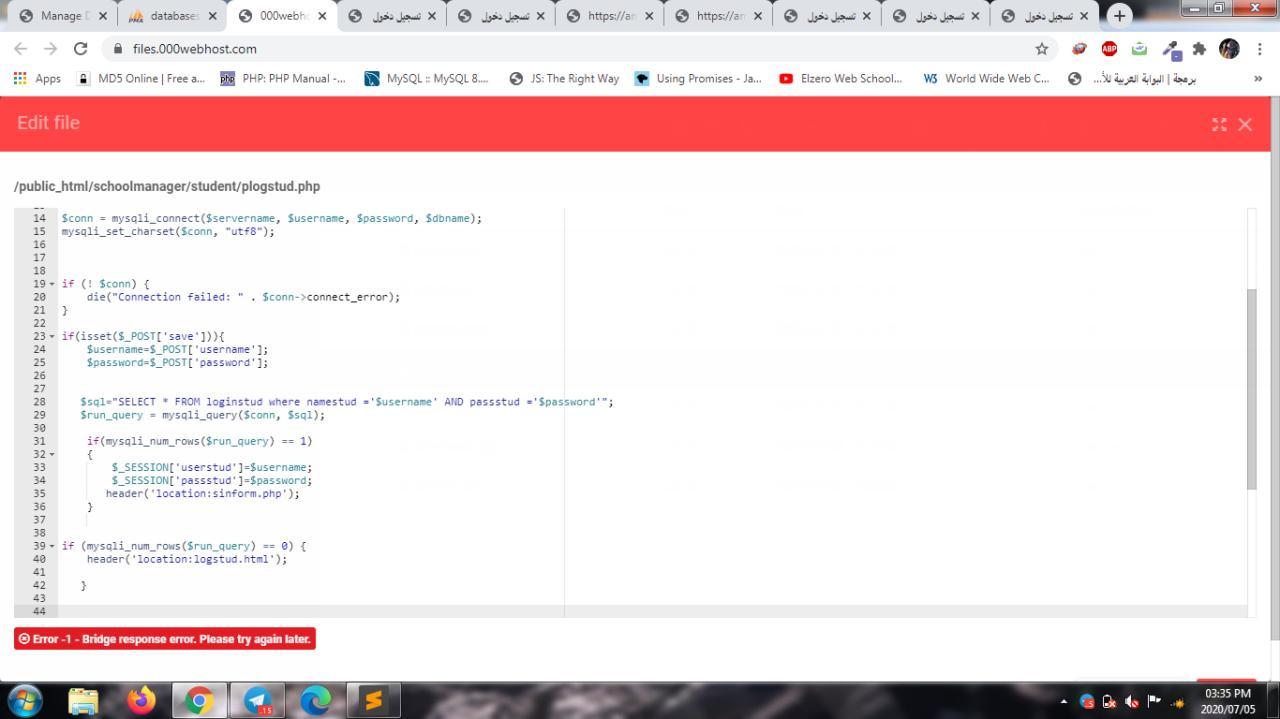 Manage D
databases
000webho
تسجيل دخول
تسجيل دخول
https://am
https://am
تسجيل دخول
تسجيل دخول
تسجيل دخول
files.000webhost.com
ABP
Apps
MD5 Online | Free a...
php PHP: PHP Manual -...
MySQL :: MySQL 8....
JS: The Right Way
Using Promises - Ja...
Elzero Web School...
W3 World Wide Web C...
برمجة | البوابة العربية للأ...
»
Edit file
/public_html/schoolmanager/student/plogstud.php
14 $conn = mysqli_connect($servername, $username, $password, $dbname);
15 mysqli_set_charset($conn, "utf8");
16
17
18
19 if (! $conn) {
20 die("Connection failed: " . $conn->connect_error);
21 }
22
23 if(isset($_POST['save'])){
24 $username=$_POST['username'];
25 $password=$_POST['password'];
26
27
28 $sql="SELECT * FROM loginstud where namestud ='$username' AND passstud ='$password'";
29 $run_query = mysqli_query($conn, $sql);
30
31 if(mysqli_num_rows($run_query) == 1)
32 {
33 $_SESSION['userstud']=$username;
34 $_SESSION['passstud']=$password;
35 header('location:sinform.php');
36 }
37
38
39 if (mysqli_num_rows($run_query) == 0) {
40 header('location:logstud.html');
41
42 }
43
44
Error -1 - Bridge response error. Please try again later.
15
03:35 PM
2020/07/05